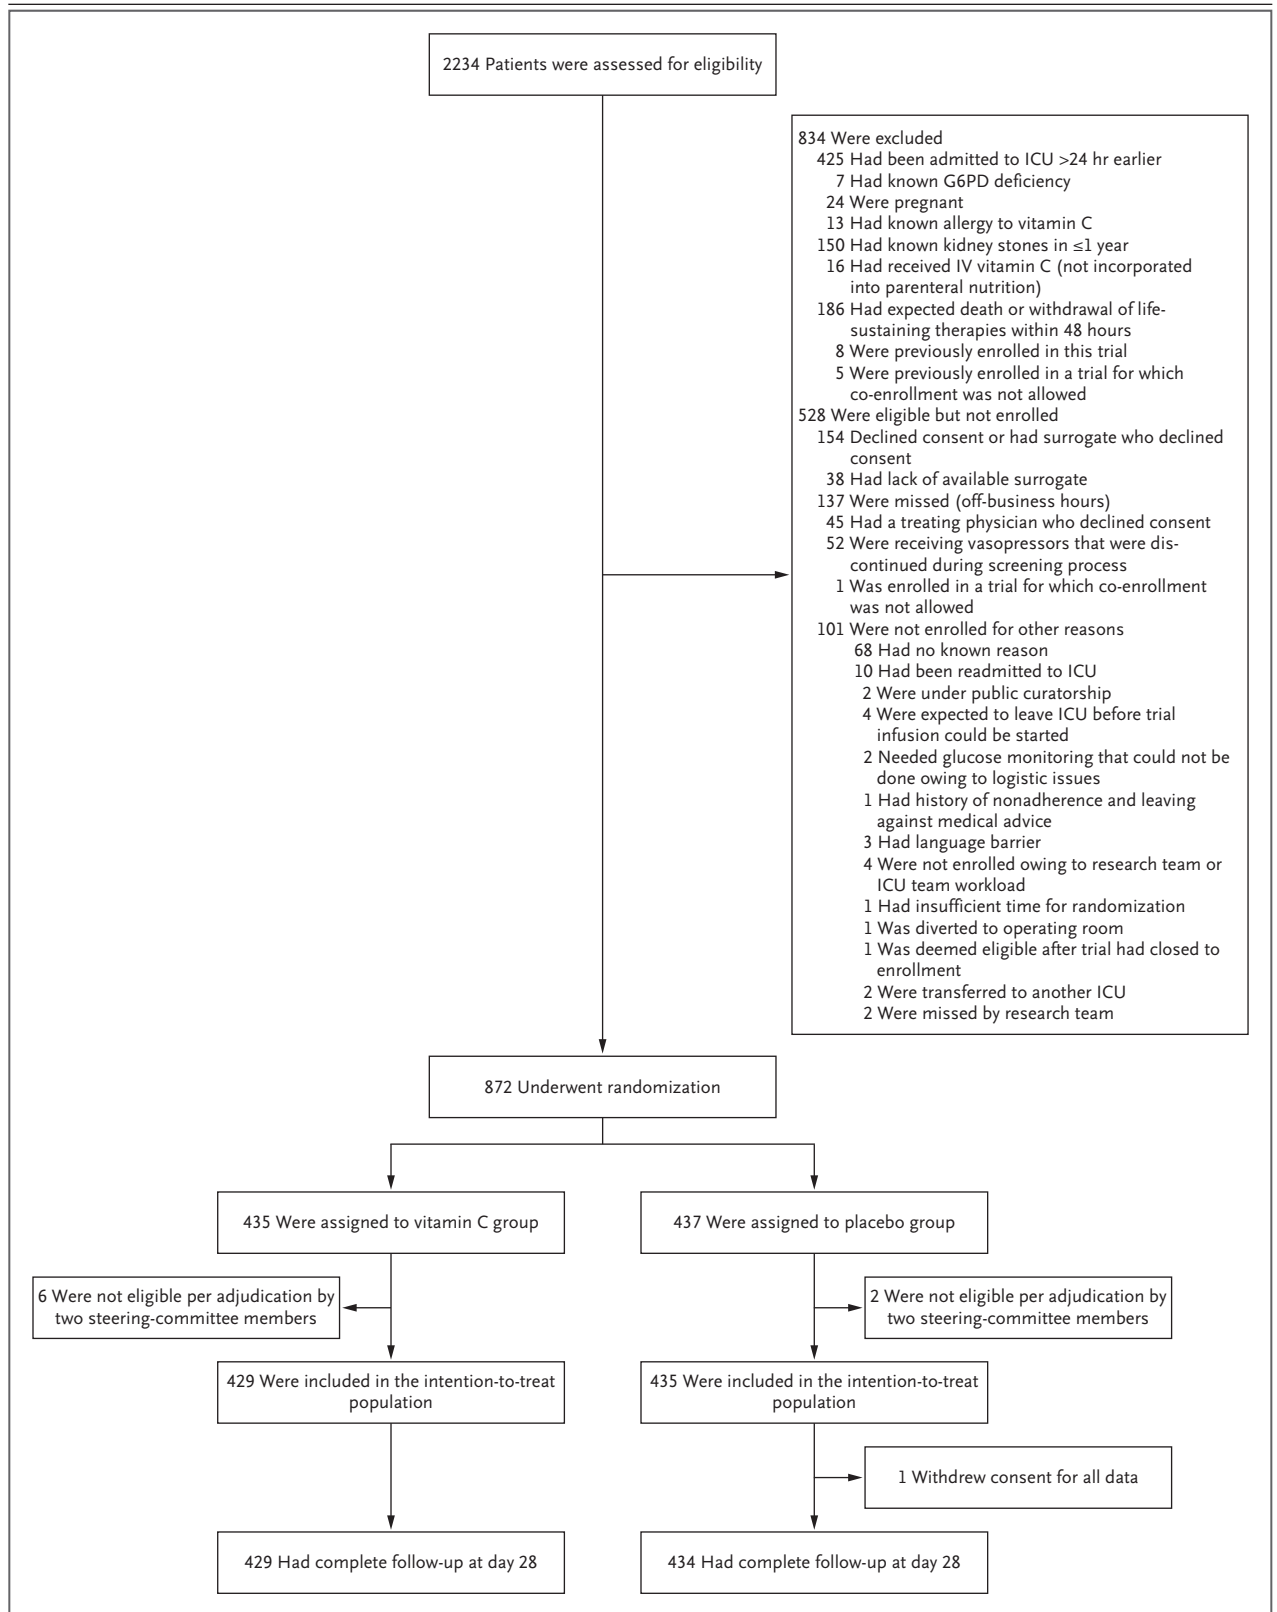 2234 Patients were assessed for eligibility
834 Were excluded
425 Had been admitted to ICU >24 hr earlier
7 Had known G6PD deficiency
24 Were pregnant
13 Had known allergy to vitamin C
150 Had known kidney stones in ≤1 year
16 Had received IV vitamin C (not incorporated
into parenteral nutrition)
186 Had expected death or withdrawal of life-
sustaining therapies within 48 hours
8 Were previously enrolled in this trial
5 Were previously enrolled in a trial for which
co-enrollment was not allowed
528 Were eligible but not enrolled
154 Declined consent or had surrogate who declined
consent
38 Had lack of available surrogate
137 Were missed (off-business hours)
45 Had a treating physician who declined consent
52 Were receiving vasopressors that were dis-
continued during screening process
1 Was enrolled in a trial for which co-enrollment
was not allowed
101 Were not enrolled for other reasons
68 Had no known reason
10 Had been readmitted to ICU
2 Were under public curatorship
4 Were expected to leave ICU before trial
infusion could be started
2 Needed glucose monitoring that could not be
done owing to logistic issues
1 Had history of nonadherence and leaving
against medical advice
3 Had language barrier
4 Were not enrolled owing to research team or
ICU team workload
1 Had insufficient time for randomization
1 Was diverted to operating room
1 Was deemed eligible after trial had closed to
enrollment
2 Were transferred to another ICU
2 Were missed by research team
872 Underwent randomization
435 Were assigned to vitamin C group
437 Were assigned to placebo group
6 Were not eligible per adjudication by
two steering-committee members
2 Were not eligible per adjudication by
two steering-committee members
429 Were included in the intention-to-treat
population
435 Were included in the intention-to-treat
population
1 Withdrew consent for all data
429 Had complete follow-up at day 28
434 Had complete follow-up at day 28